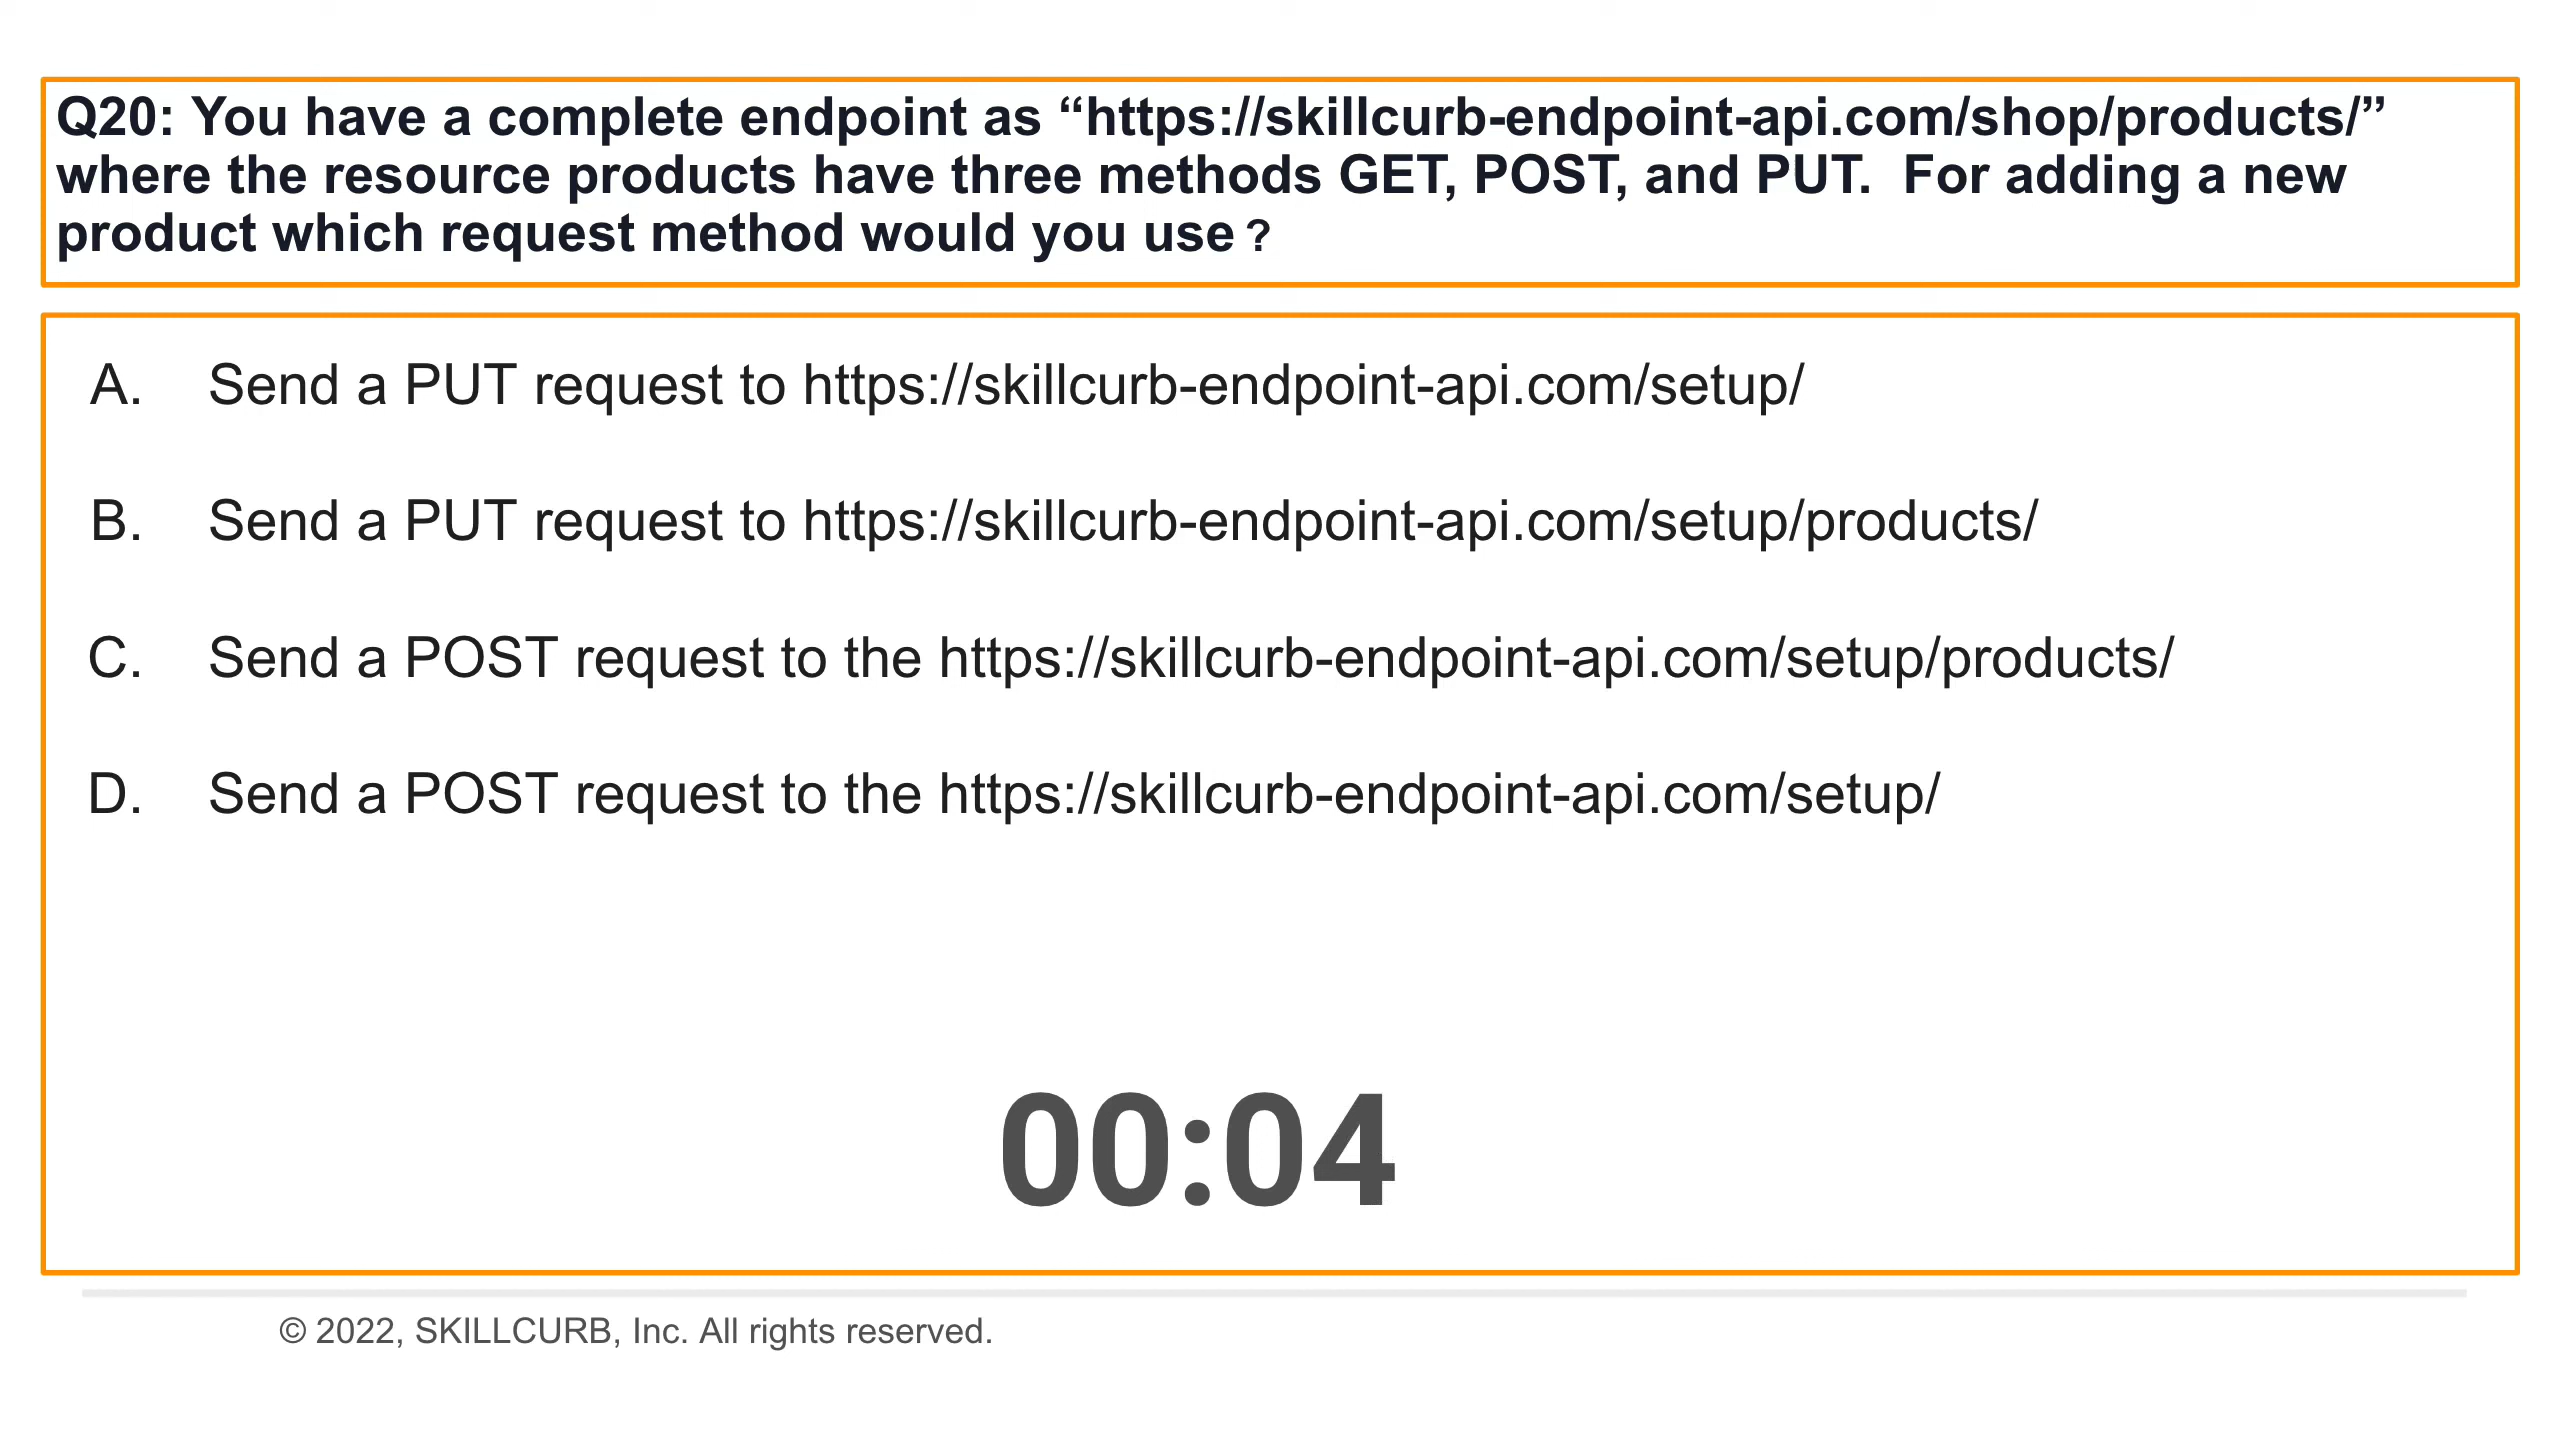 Q20: You have a complete endpoint as “https://skillcurb-endpoint-api.com/shop/products/”
where the resource products have three methods GET, POST, and PUT.  For adding a new
product which request method would you use ?
A. Send a PUT request to https://skillcurb-endpoint-api.com/setup/
B. Send a PUT request to https://skillcurb-endpoint-api.com/setup/products/
C. Send a POST request to the https://skillcurb-endpoint-api.com/setup/products/
D. Send a POST request to the https://skillcurb-endpoint-api.com/setup/
00:04
© 2022, SKILLCURB, Inc. All rights reserved.